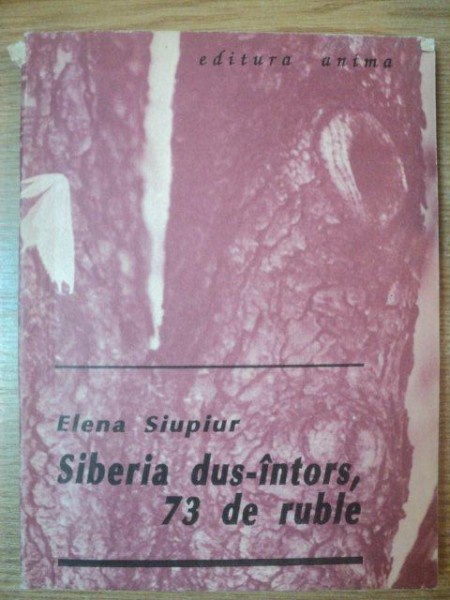 editura anima
Elena Siupiur
Siberia dus-întors,
73 de ruble